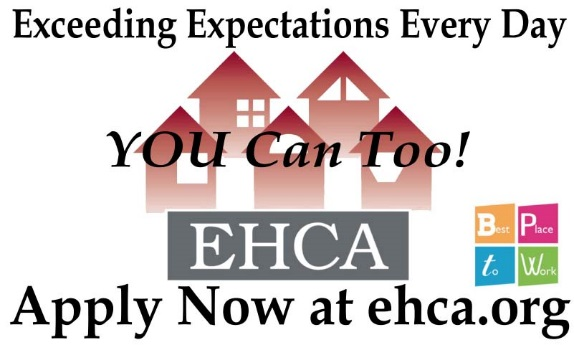 Exceeding Expectations Every Day
YOU Can Too!
EHCA
Best Place
to Work
Apply Now at ehca.org